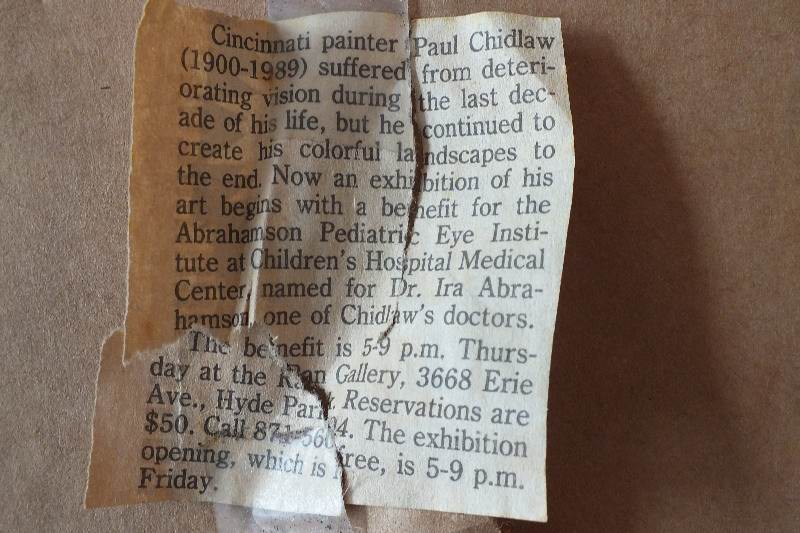 Cincinnati painter Paul Chidlaw
(1900-1989) suffered from deteri-
orating vision during the last dec-
ade of his life, but he continued to
create his colorful landscapes to
the end. Now an exhibition of his
art begins with a benefit for the
Abrahamson Pediatric Eye Insti-
tute at Children's Hospital Medical
Center, named for Dr. Ira Abra-
hamson, one of Chidlaw's doctors.
The benefit is 5-9 p.m. Thurs-
day at the Gallery, 3668 Erie
Ave., Hyde Park. Reservations are
$50. Call The exhibition
opening, which is free, is 5-9 p.m.
Friday.